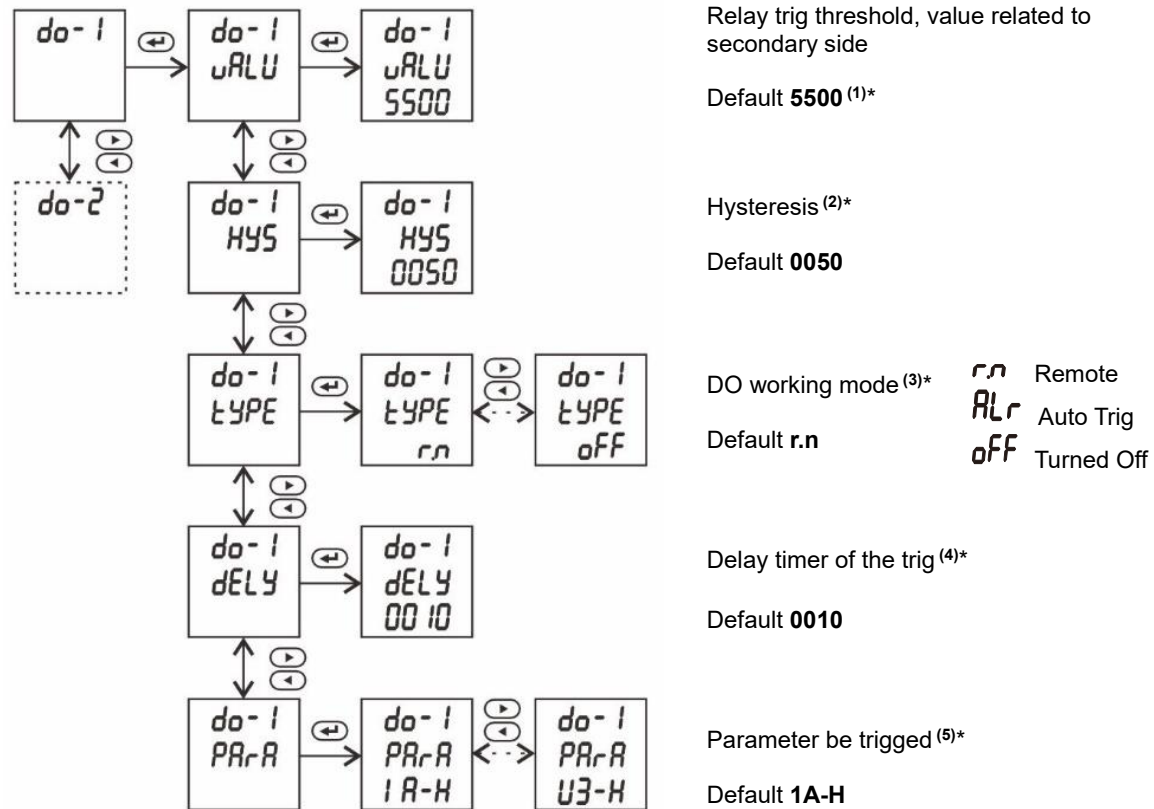 do-1
do-1
vALU
do-1
vALU
5500
Relay trig threshold, value related to
secondary side
Default 5500 (1)*
do-2
do-1
HYS
do-1
HYS
0050
Hysteresis (2)*
Default 0050
do-1
tYPE
do-1
tYPE
r.n
do-1
tYPE
oFF
DO working mode (3)*
Default r.n
r.n Remote
ALr Auto Trig
oFF Turned Off
do-1
dELY
do-1
dELY
0010
Delay timer of the trig (4)*
Default 0010
do-1
PArA
do-1
PArA
1A-H
do-1
PArA
U3-H
Parameter be trigged (5)*
Default 1A-H